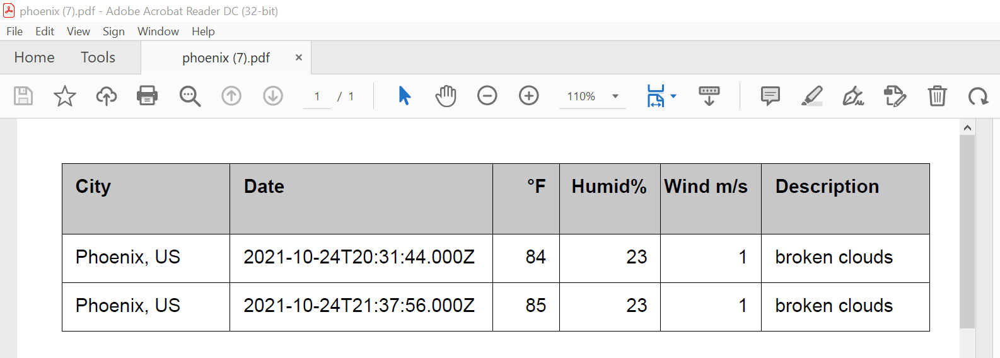 phoenix (7).pdf - Adobe Acrobat Reader DC (32-bit)
File Edit View Sign Window Help
Home Tools phoenix (7).pdf ×
1 / 1 110%
City Date °F Humid% Wind m/s Description
Phoenix, US 2021-10-24T20:31:44.000Z 84 23 1 broken clouds
Phoenix, US 2021-10-24T21:37:56.000Z 85 23 1 broken clouds